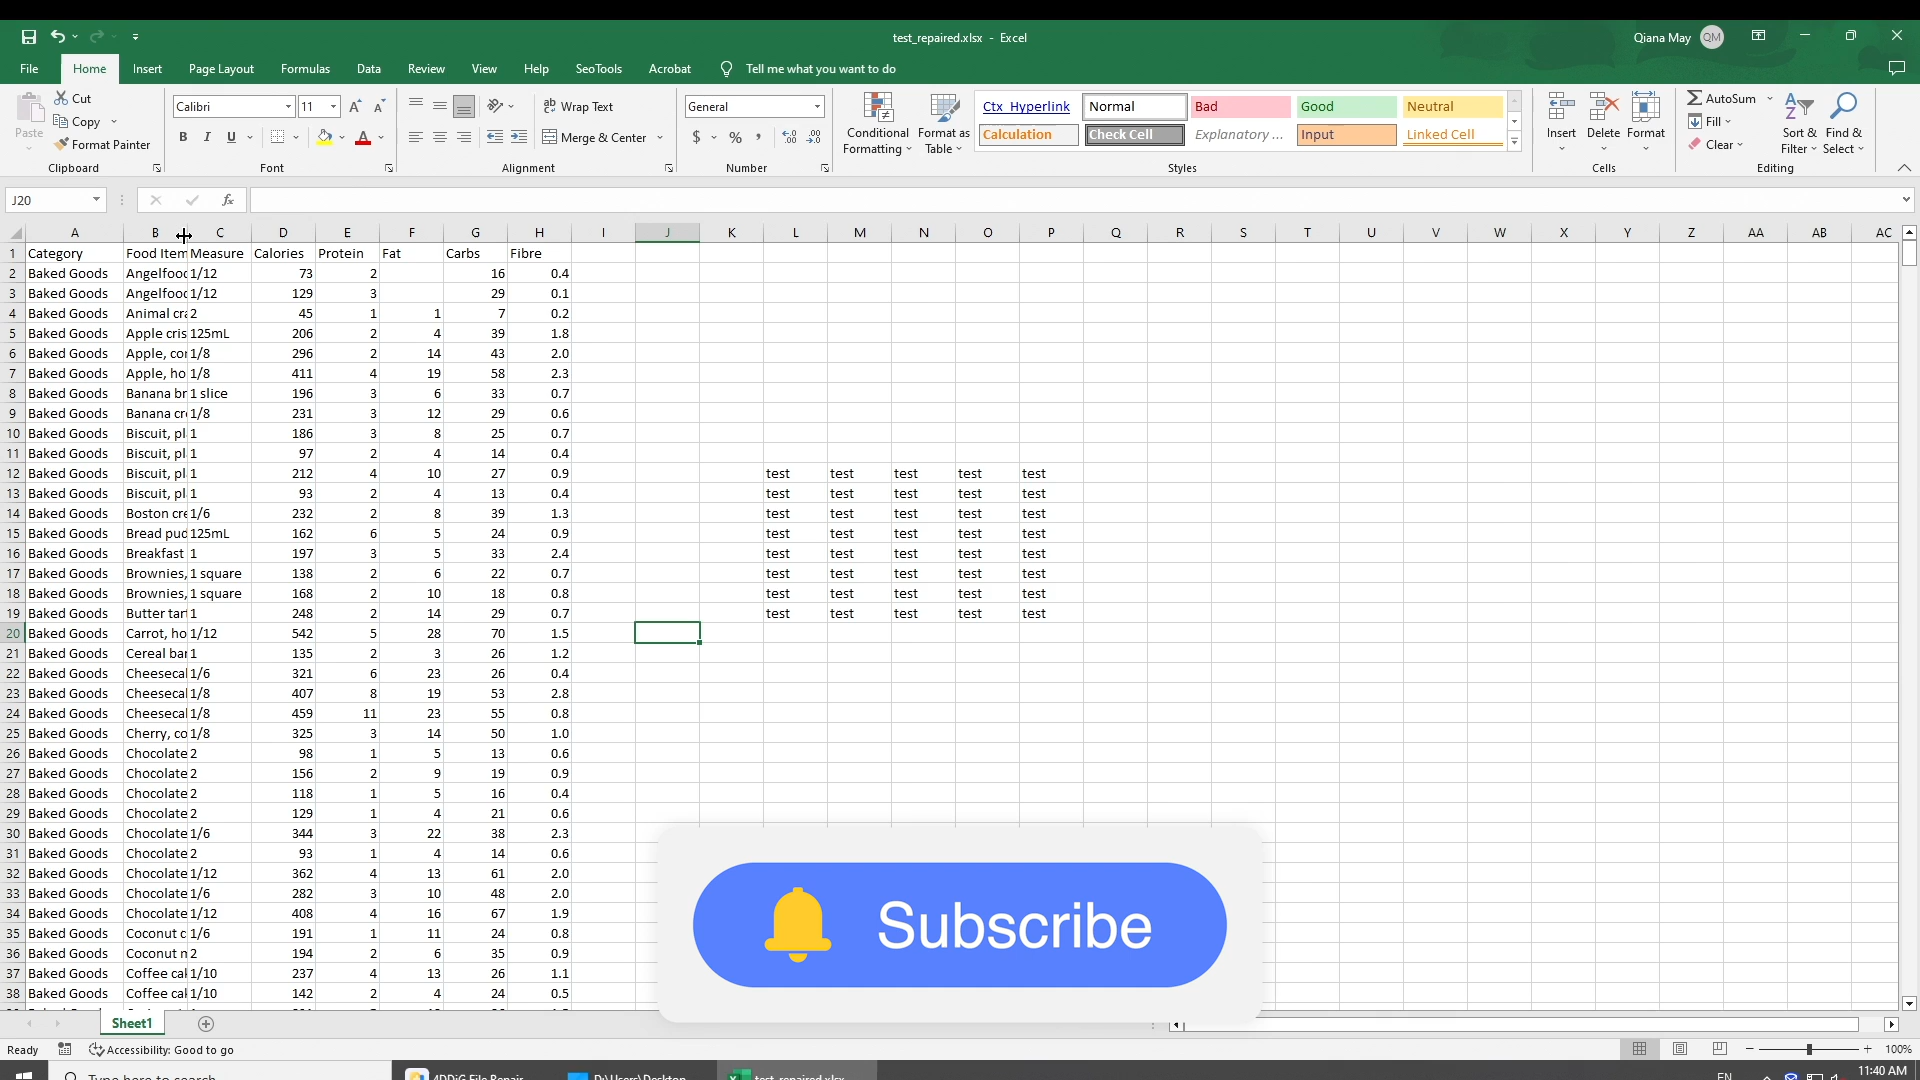 test_repaired.xlsx - Excel
Qiana May QM
File Home Insert Page Layout Formulas Data Review View Help SeoTools Acrobat Tell me what you want to do
Paste
Cut
Copy
Format Painter
Clipboard
Calibri 11
B I U
Font
Wrap Text
Merge & Center
Alignment
General
$ % ,
Number
Conditional Formatting
Format as Table
Ctx_Hyperlink Normal Bad Good Neutral
Calculation Check Cell Explanatory ... Input Linked Cell
Styles
Insert Delete Format
Cells
AutoSum
Fill
Clear
Sort & Filter
Find & Select
Editing
J20
fx
A B C D E F G H I J K L M N O P Q R S T U V W X Y Z AA AB AC
1 Category Food Item Measure Calories Protein Fat Carbs Fibre
2 Baked Goods Angelfood 1/12 73 2 16 0.4
3 Baked Goods Angelfood 1/12 129 3 29 0.1
4 Baked Goods Animal cra 2 45 1 1 7 0.2
5 Baked Goods Apple cris 125mL 206 2 4 39 1.8
6 Baked Goods Apple, cor 1/8 296 2 14 43 2.0
7 Baked Goods Apple, ho 1/8 411 4 19 58 2.3
8 Baked Goods Banana br 1 slice 196 3 6 33 0.7
9 Baked Goods Banana cre 1/8 231 3 12 29 0.6
10 Baked Goods Biscuit, pl 1 186 3 8 25 0.7
11 Baked Goods Biscuit, pl 1 97 2 4 14 0.4
12 Baked Goods Biscuit, pl 1 212 4 10 27 0.9 test test test test test
13 Baked Goods Biscuit, pl 1 93 2 4 13 0.4 test test test test test
14 Baked Goods Boston cre 1/6 232 2 8 39 1.3 test test test test test
15 Baked Goods Bread pud 125mL 162 6 5 24 0.9 test test test test test
16 Baked Goods Breakfast 1 197 3 5 33 2.4 test test test test test
17 Baked Goods Brownies, 1 square 138 2 6 22 0.7 test test test test test
18 Baked Goods Brownies, 1 square 168 2 10 18 0.8 test test test test test
19 Baked Goods Butter tart 1 248 2 14 29 0.7 test test test test test
20 Baked Goods Carrot, ho 1/12 542 5 28 70 1.5
21 Baked Goods Cereal bar 1 135 2 3 26 1.2
22 Baked Goods Cheesecal 1/6 321 6 23 26 0.4
23 Baked Goods Cheesecal 1/8 407 8 19 53 2.8
24 Baked Goods Cheesecal 1/8 459 11 23 55 0.8
25 Baked Goods Cherry, co 1/8 325 3 14 50 1.0
26 Baked Goods Chocolate 2 98 1 5 13 0.6
27 Baked Goods Chocolate 2 156 2 9 19 0.9
28 Baked Goods Chocolate 2 118 1 5 16 0.4
29 Baked Goods Chocolate 2 129 1 4 21 0.6
30 Baked Goods Chocolate 1/6 344 3 22 38 2.3
31 Baked Goods Chocolate 2 93 1 4 14 0.6
32 Baked Goods Chocolate 1/12 362 4 13 61 2.0
33 Baked Goods Chocolate 1/6 282 3 10 48 2.0
34 Baked Goods Chocolate 1/12 408 4 16 67 1.9
35 Baked Goods Coconut c 1/6 191 1 11 24 0.8
36 Baked Goods Coconut n 2 194 2 6 35 0.9
37 Baked Goods Coffee cal 1/10 237 4 13 26 1.1
38 Baked Goods Coffee cal 1/10 142 2 4 24 0.5
Subscribe
Sheet1
Ready Accessibility: Good to go 100%
Type here to search 4DDiG File Repair D:\Users\Desktop test_repaired.xlsx EN 11:40 AM